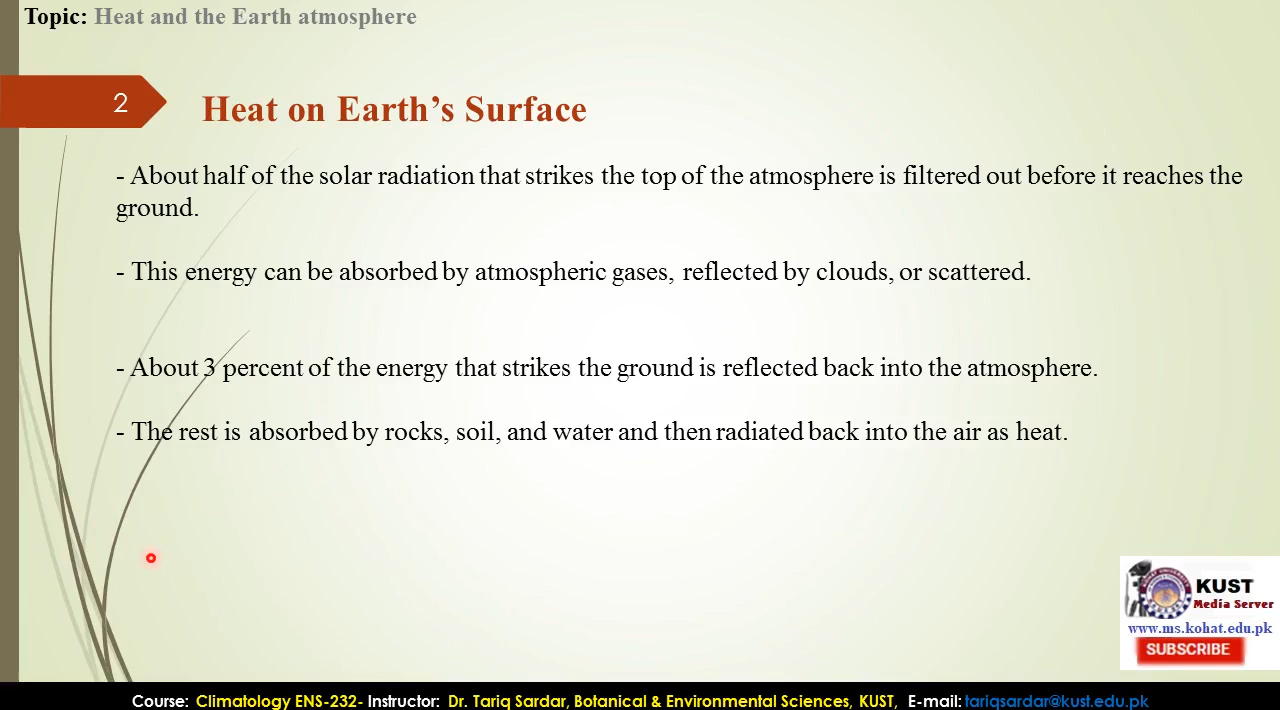 Topic: Heat and the Earth atmosphere
2
Heat on Earth’s Surface
- About half of the solar radiation that strikes the top of the atmosphere is filtered out before it reaches the
ground.
- This energy can be absorbed by atmospheric gases, reflected by clouds, or scattered.
- About 3 percent of the energy that strikes the ground is reflected back into the atmosphere.
- The rest is absorbed by rocks, soil, and water and then radiated back into the air as heat.
KUST
Media Server
www.ms.kohat.edu.pk
SUBSCRIBE
Course: Climatology ENS-232- Instructor: Dr. Tariq Sardar, Botanical & Environmental Sciences, KUST, E-mail: tariqsardar@kust.edu.pk